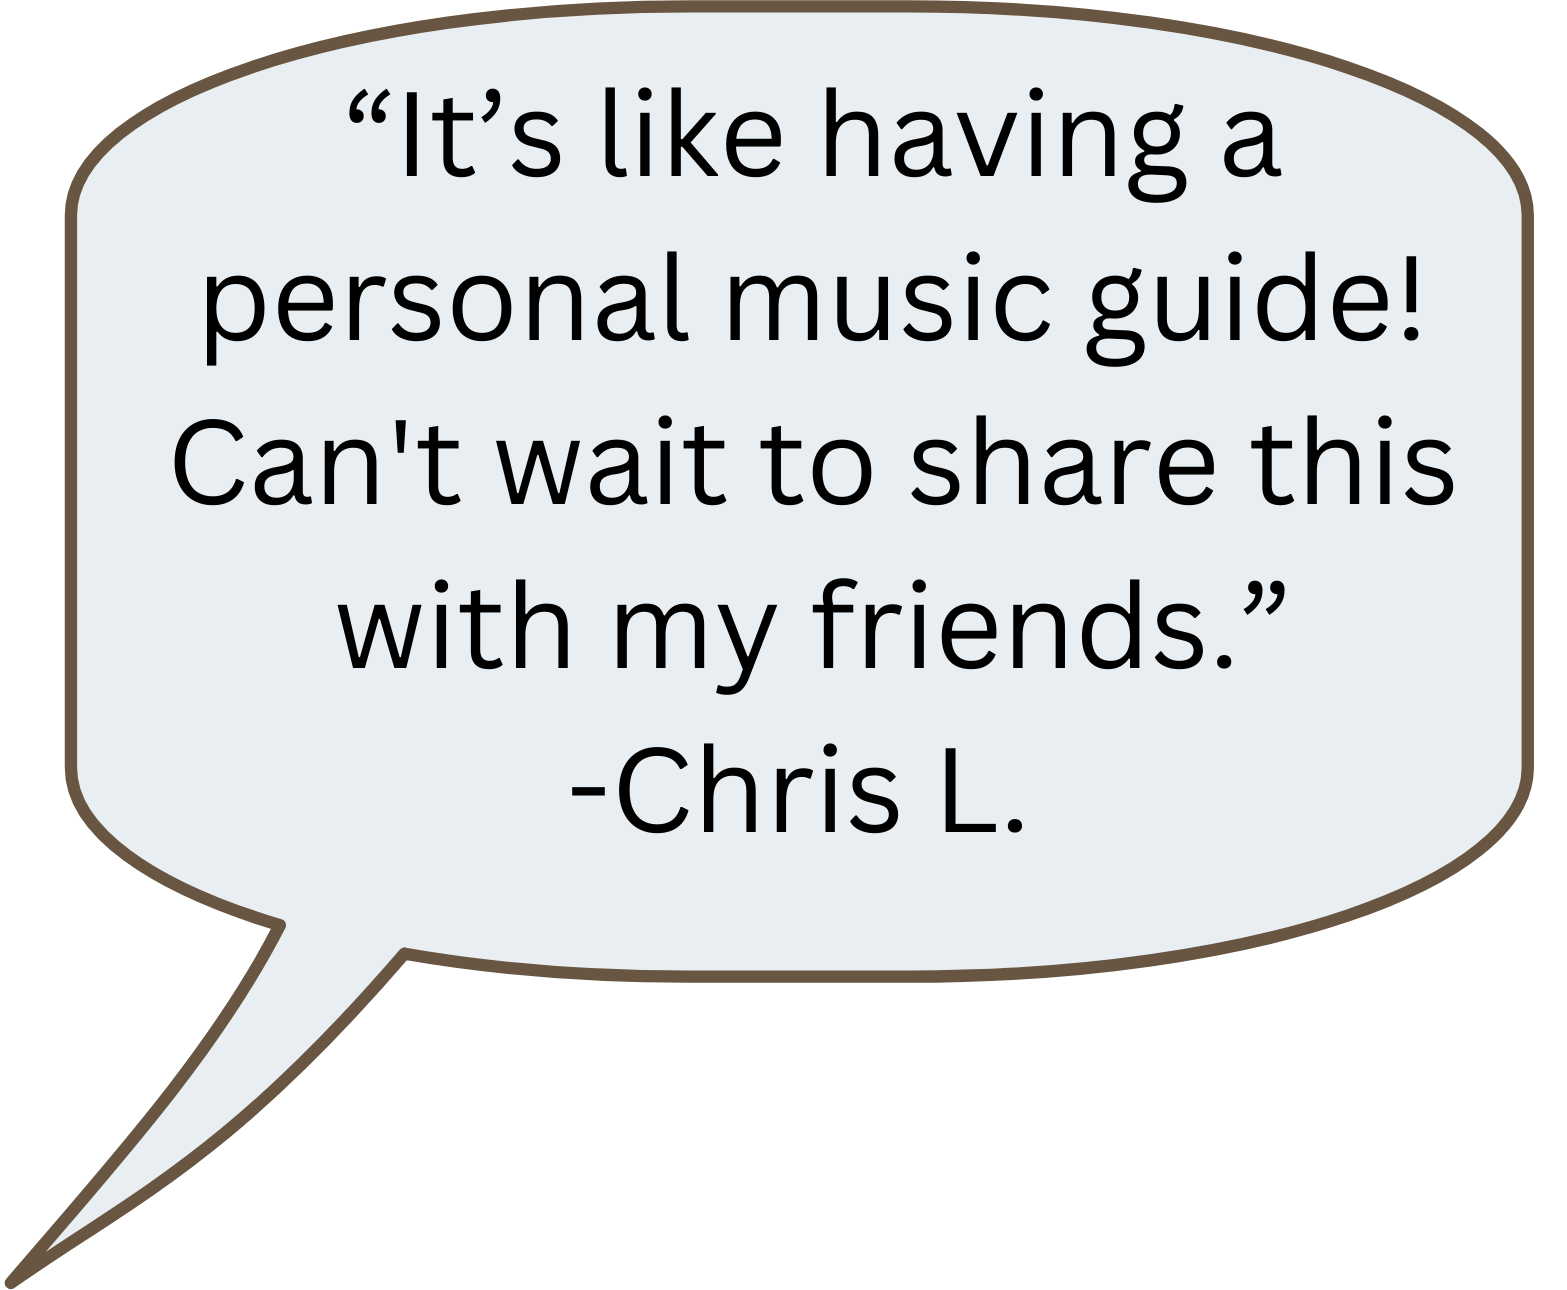 “It’s like having a
personal music guide!
Can't wait to share this
with my friends.”
-Chris L.